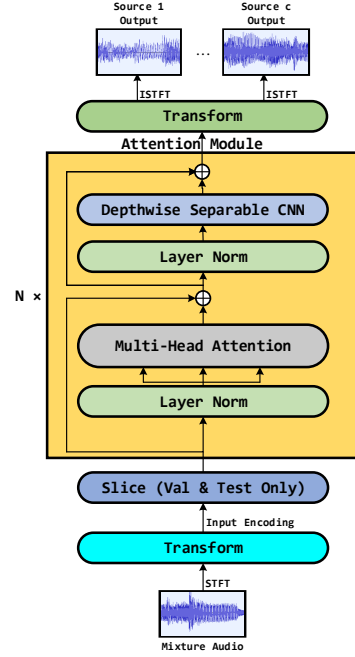 Source 1
Output
Source c
Output
...
ISTFT
ISTFT
Transform
Attention Module
Depthwise Separable CNN
Layer Norm
N ×
Multi-Head Attention
Layer Norm
Slice (Val & Test Only)
Input Encoding
Transform
STFT
Mixture Audio